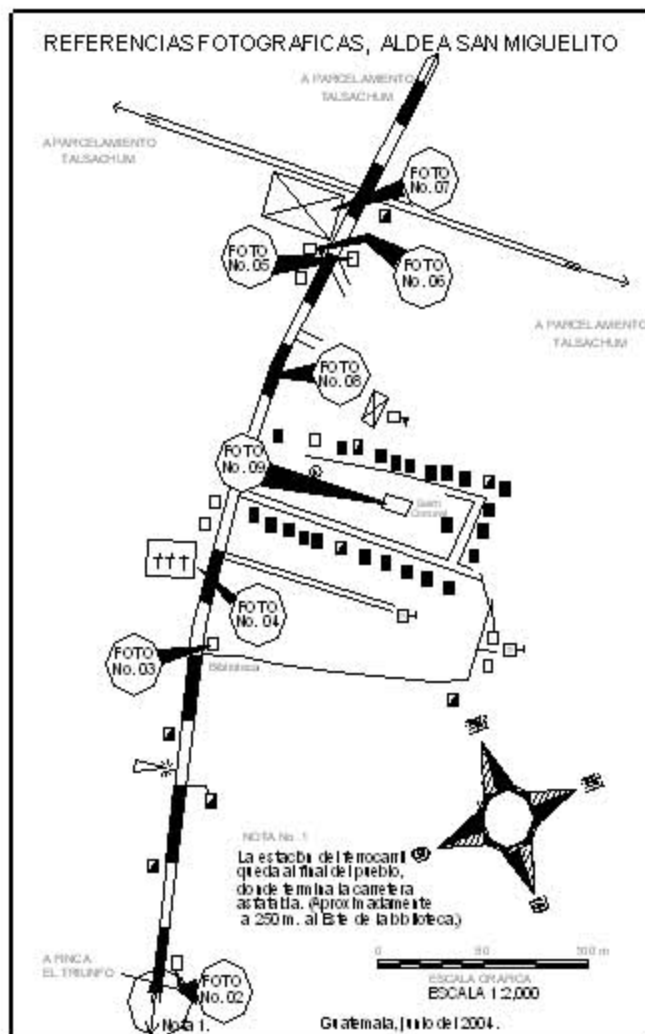 REFERENCIAS FOTOGRAFICAS, ALDEA SAN MIGUELITO
A PARCELAMIENTO
TALSACHUM
A PARCELAMIENTO
TALSACHUM
FOTO
No. 07
FOTO
No. 05
FOTO
No. 06
A PARCELAMIENTO
TALSACHUM
FOTO
No. 08
FOTO
No. 09
Salon
Comunal
FOTO
No. 04
FOTO
No. 03
Biblioteca
NOTA No. 1
La estación del ferrocarril
queda al final del pueblo,
donde termina la carretera
asfaltada. (Aproximadamente
a 250 m. al Este de la biblioteca.)
A FINCA
EL TRIUNFO
FOTO
No. 02
Nota 1.
0 50 100 m
ESCALA GRAFICA
ESCALA 1:2,000
Guatemala, junio del 2004.